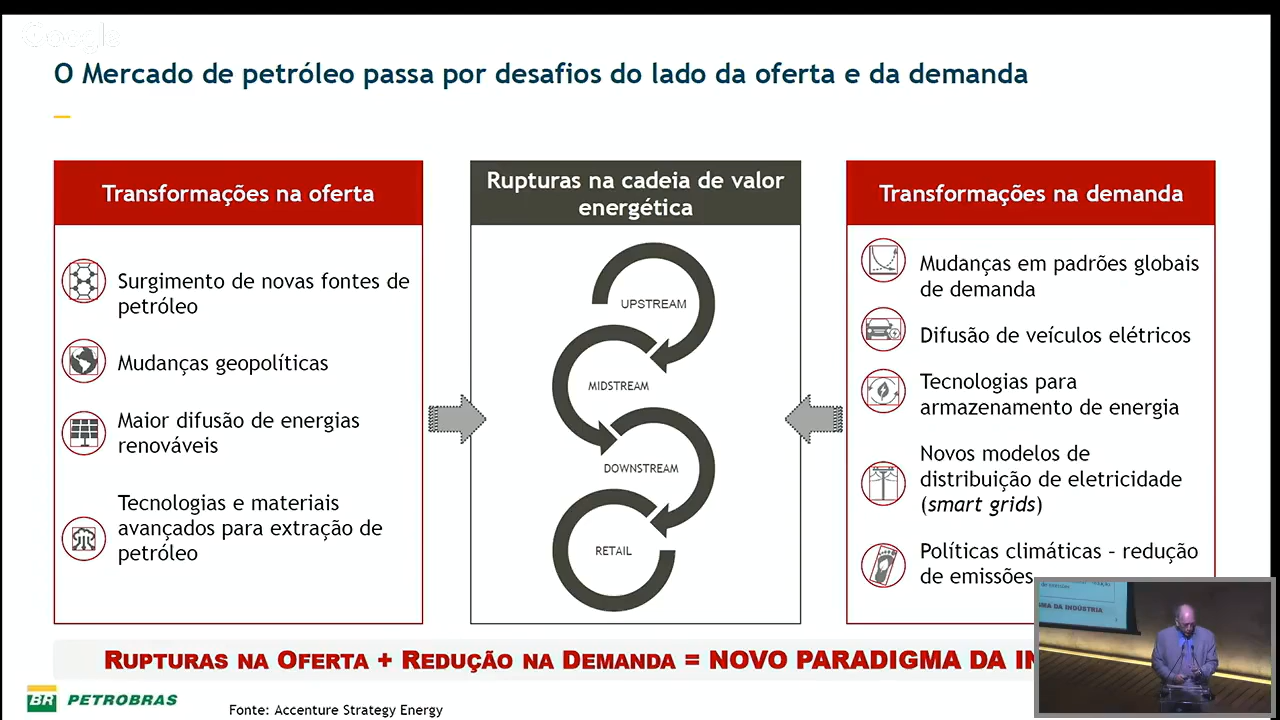 Google
O Mercado de petróleo passa por desafios do lado da oferta e da demanda
Transformações na oferta
Surgimento de novas fontes de
petróleo
Mudanças geopolíticas
Maior difusão de energias
renováveis
Tecnologias e materiais
avançados para extração de
petróleo
Rupturas na cadeia de valor
energética
UPSTREAM
MIDSTREAM
DOWNSTREAM
RETAIL
Transformações na demanda
Mudanças em padrões globais
de demanda
Difusão de veículos elétricos
Tecnologias para
armazenamento de energia
Novos modelos de
distribuição de eletricidade
(smart grids)
Políticas climáticas – redução
de emissões
DA INDÚSTRIA
RUPTURAS NA OFERTA + REDUÇÃO NA DEMANDA = NOVO PARADIGMA DA
BR PETROBRAS
Fonte: Accenture Strategy Energy